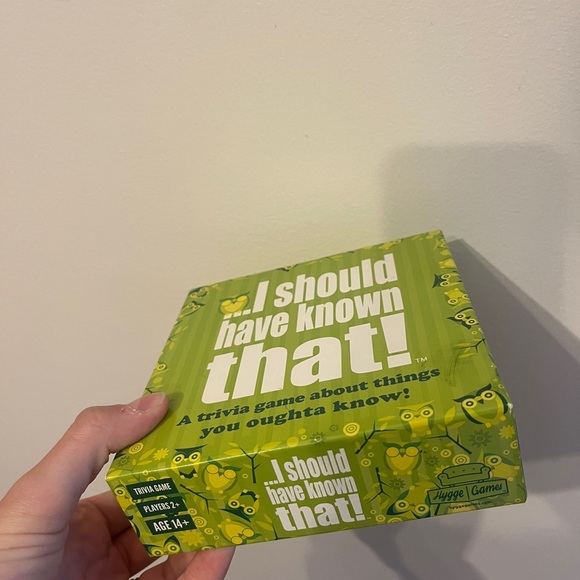 ...I should
have known
that!™
A trivia game about things
you oughta know!
...I should
have known
that!
TRIVIA GAME
PLAYERS 2+
AGE 14+
Hygge Games